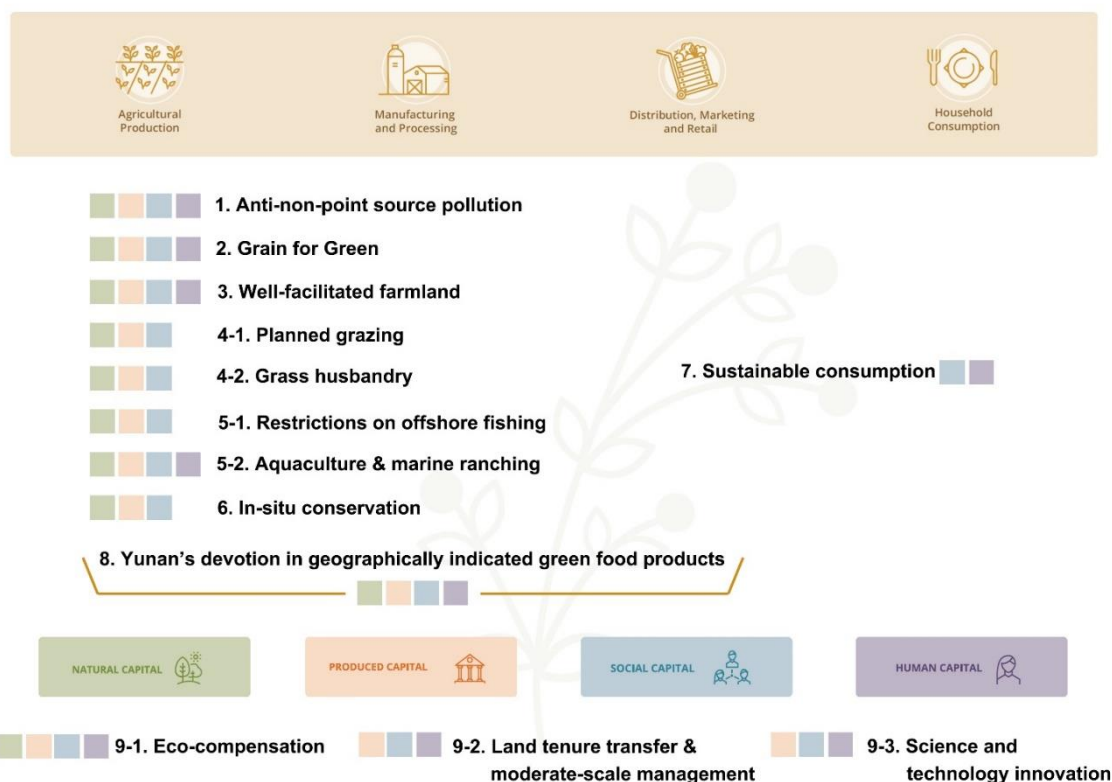 Agricultural
Production
Manufacturing
and Processing
Distribution, Marketing
and Retail
Household
Consumption
1. Anti-non-point source pollution
2. Grain for Green
3. Well-facilitated farmland
4-1. Planned grazing
4-2. Grass husbandry
7. Sustainable consumption
5-1. Restrictions on offshore fishing
5-2. Aquaculture & marine ranching
6. In-situ conservation
8. Yunan's devotion in geographically indicated green food products
NATURAL CAPITAL
PRODUCED CAPITAL
SOCIAL CAPITAL
HUMAN CAPITAL
9-1. Eco-compensation
9-2. Land tenure transfer &
moderate-scale management
9-3. Science and
technology innovation